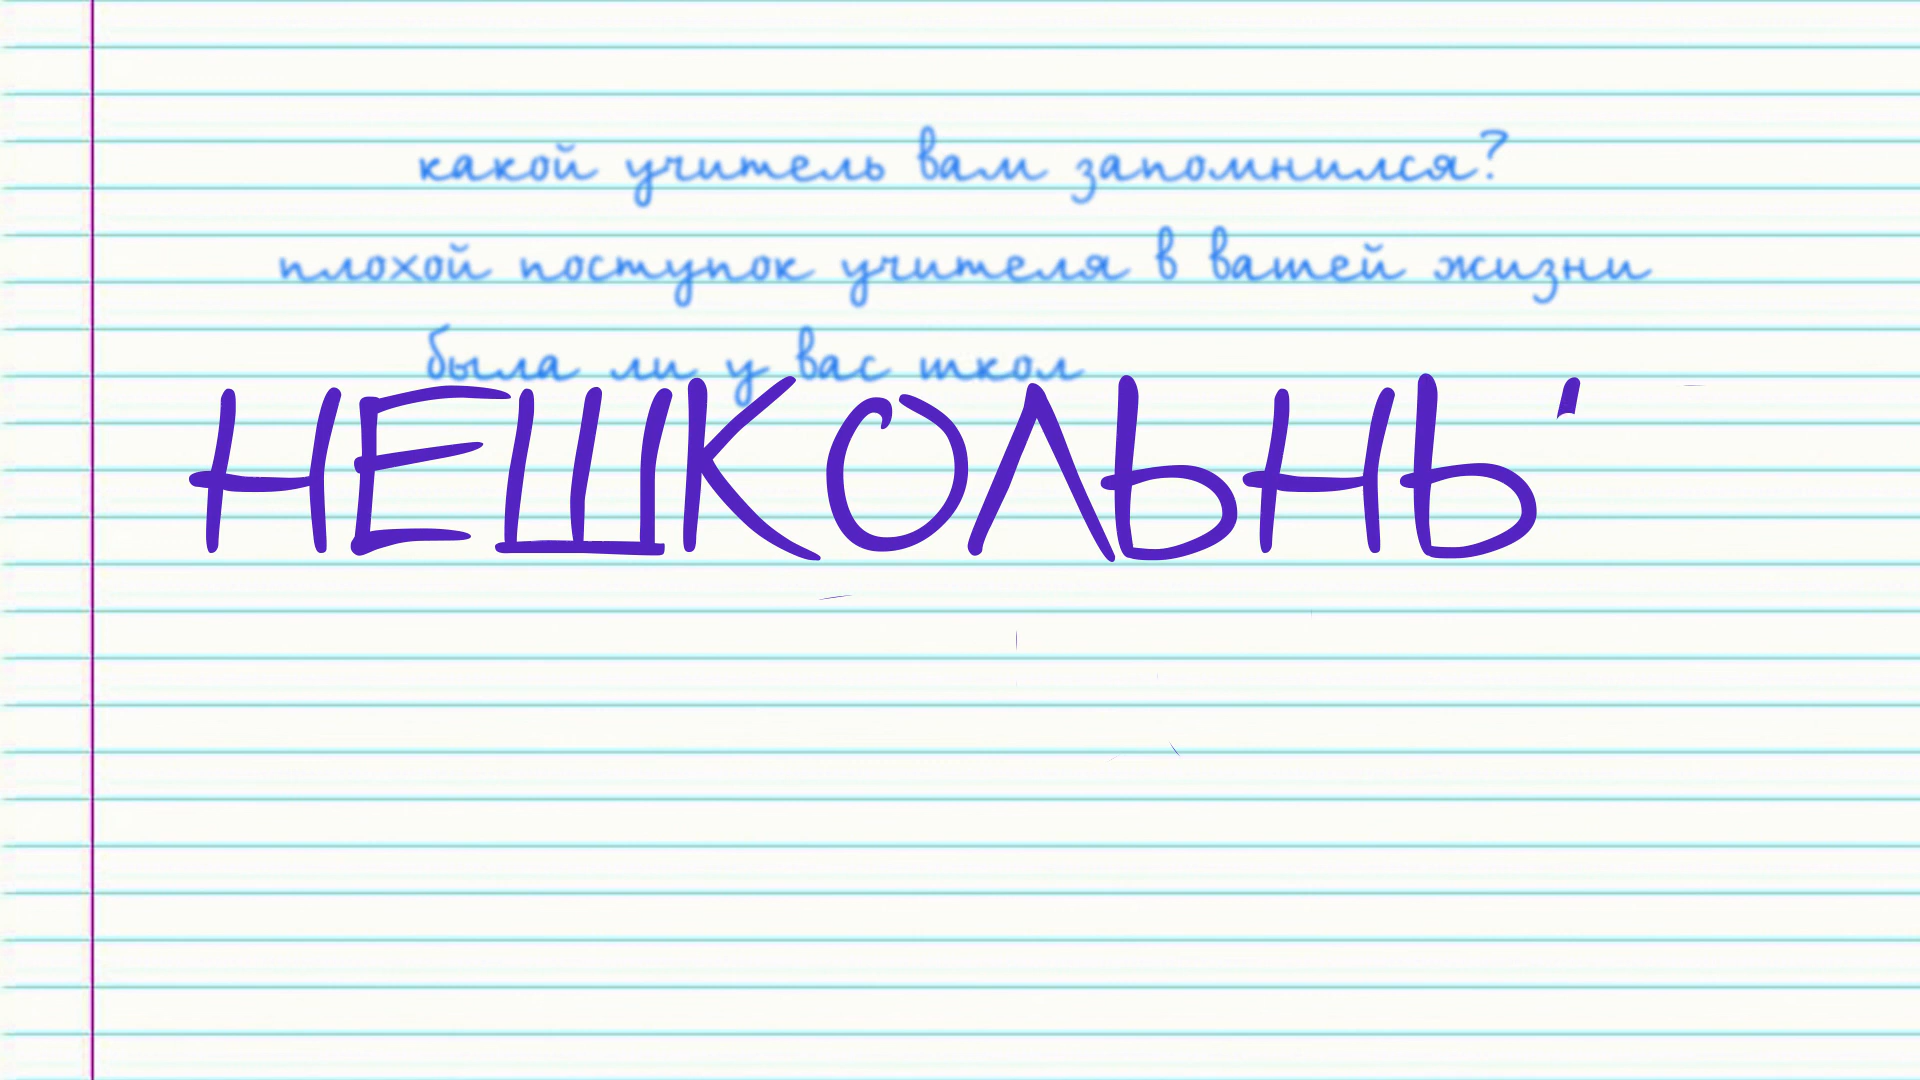 какой учитель вам запомнился?
плохой поступок учителя в вашей жизни
была ли у вас школ
НЕШКОЛЬНЬ